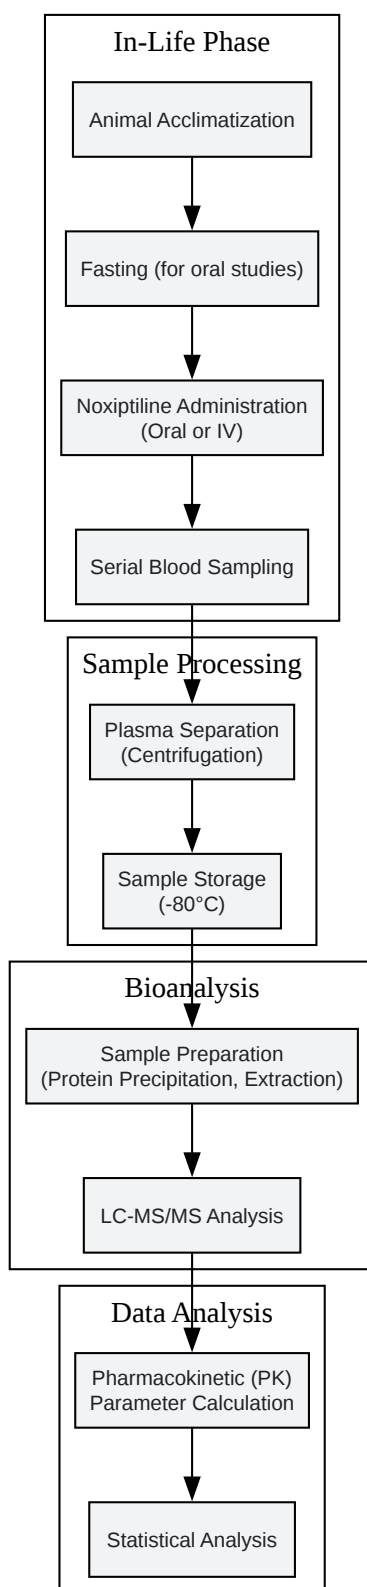 In-Life Phase
Animal Acclimatization
Fasting (for oral studies)
Noxiptiline Administration
(Oral or IV)
Serial Blood Sampling
Sample Processing
Plasma Separation
(Centrifugation)
Sample Storage
(-80°C)
Bioanalysis
Sample Preparation
(Protein Precipitation, Extraction)
LC-MS/MS Analysis
Data Analysis
Pharmacokinetic (PK)
Parameter Calculation
Statistical Analysis